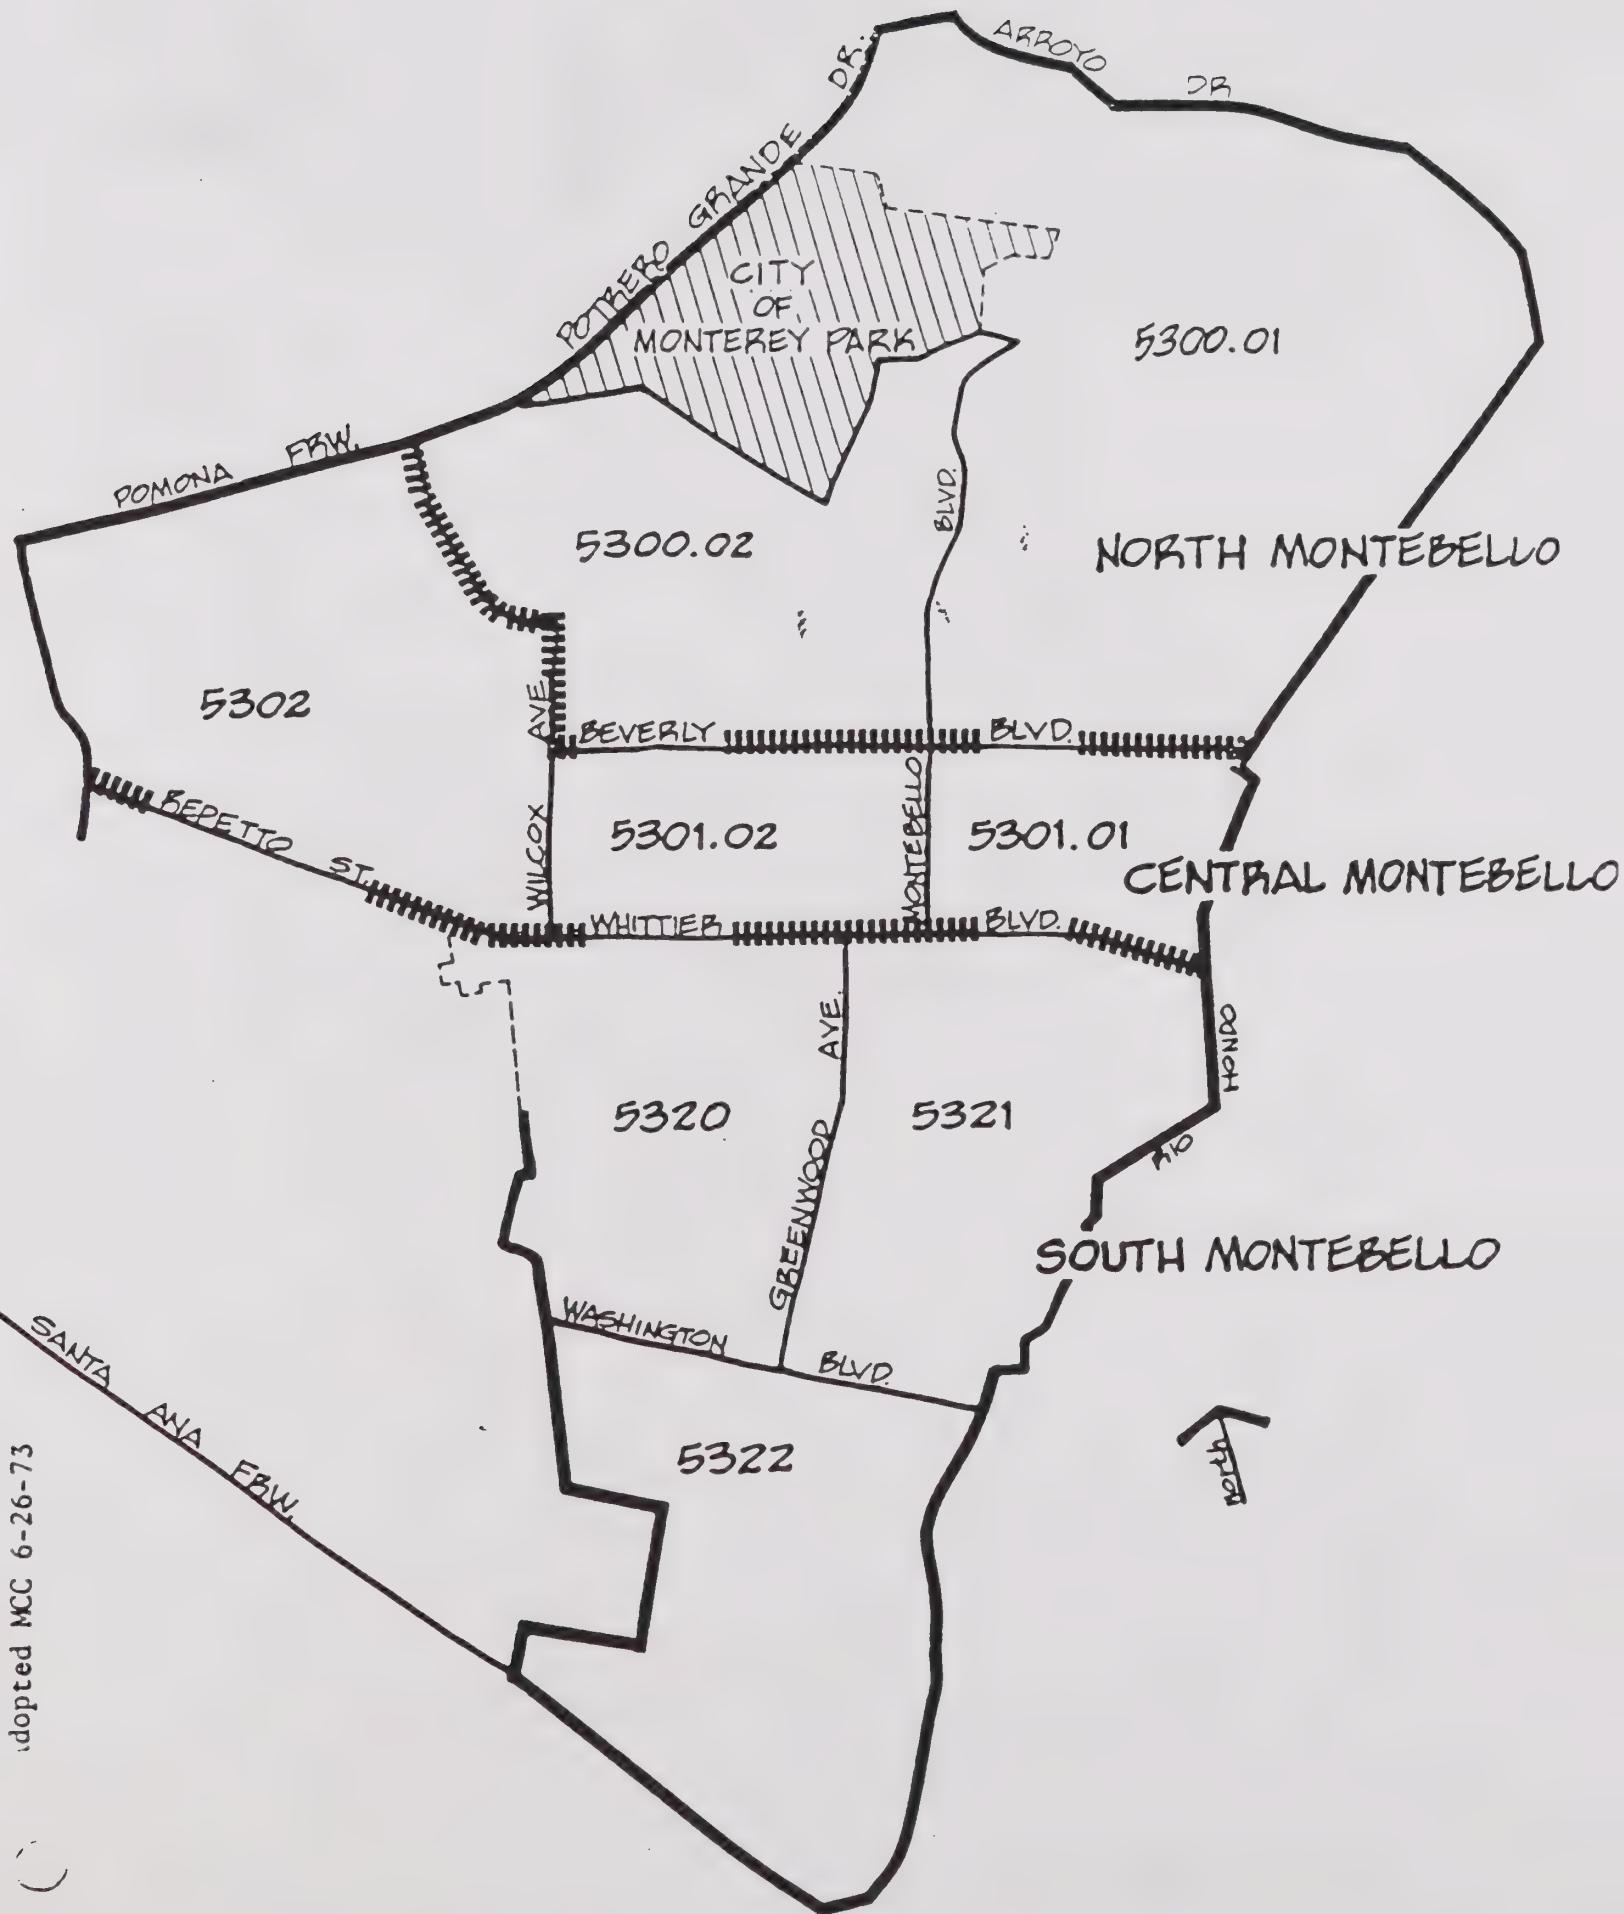 ARROYO DR
POTRERO GRANDE DR.
CITY
OF
MONTEREY PARK
5300.01
POMONA FRW.
BLVD.
5300.02
NORTH MONTEBELLO
5302
AVE
BEVERLY BLVD.
REPETTO ST.
WILCOX
5301.02
MONTEBELLO
5301.01
CENTRAL MONTEBELLO
WHITTIER BLVD.
AVE.
HONDO
5320
GREENWOOD
5321
RIO
SOUTH MONTEBELLO
WASHINGTON BLVD.
SANTA ANA FRW.
5322
NORTH
dopted MCC 6-26-73